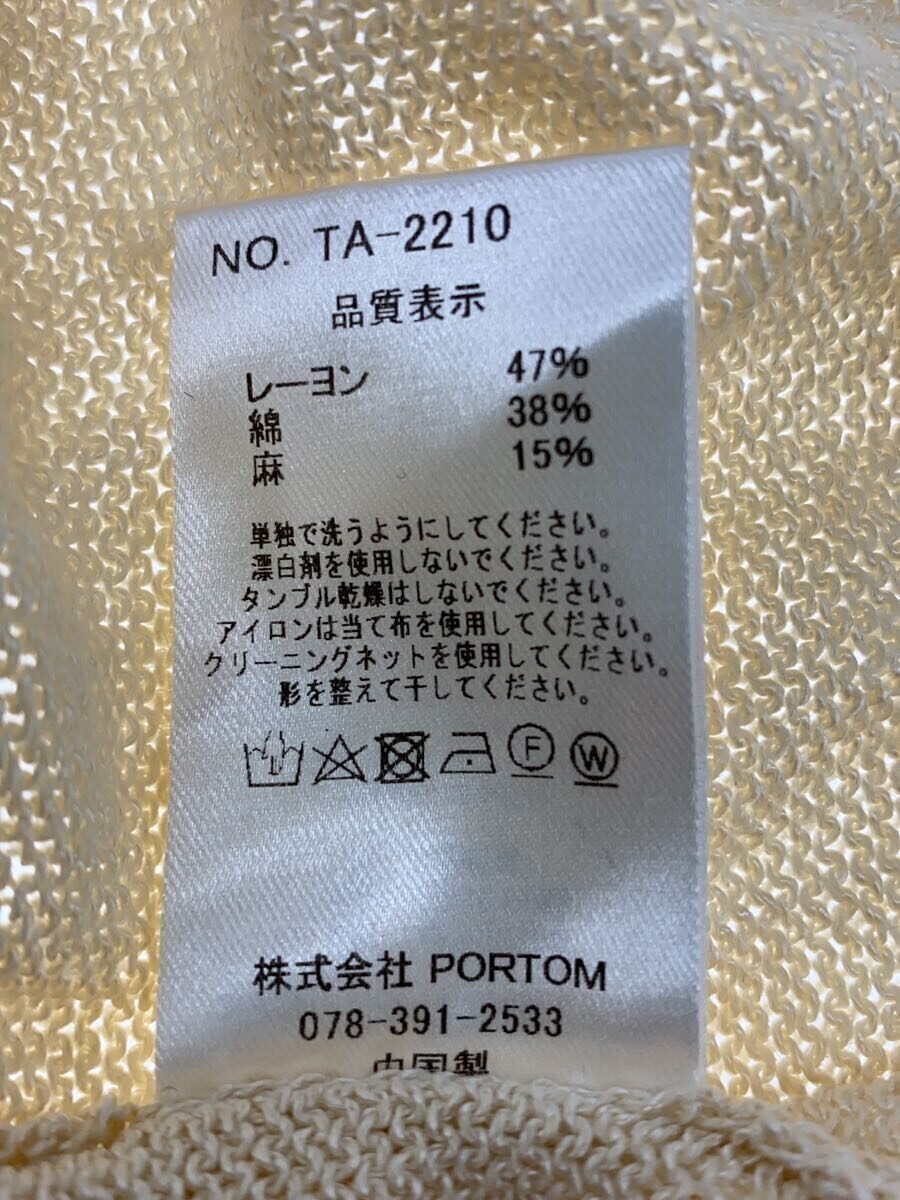 NO. TA-2210
品質表示
レーヨン 47%
綿 38%
麻 15%
単独で洗うようにしてください。
漂白剤を使用しないでください。
タンブル乾燥はしないでください。
アイロンは当て布を使用してください。
クリーニングネットを使用してください。
形を整えて干してください。
F W
株式会社 PORTOM
078-391-2533
中国製